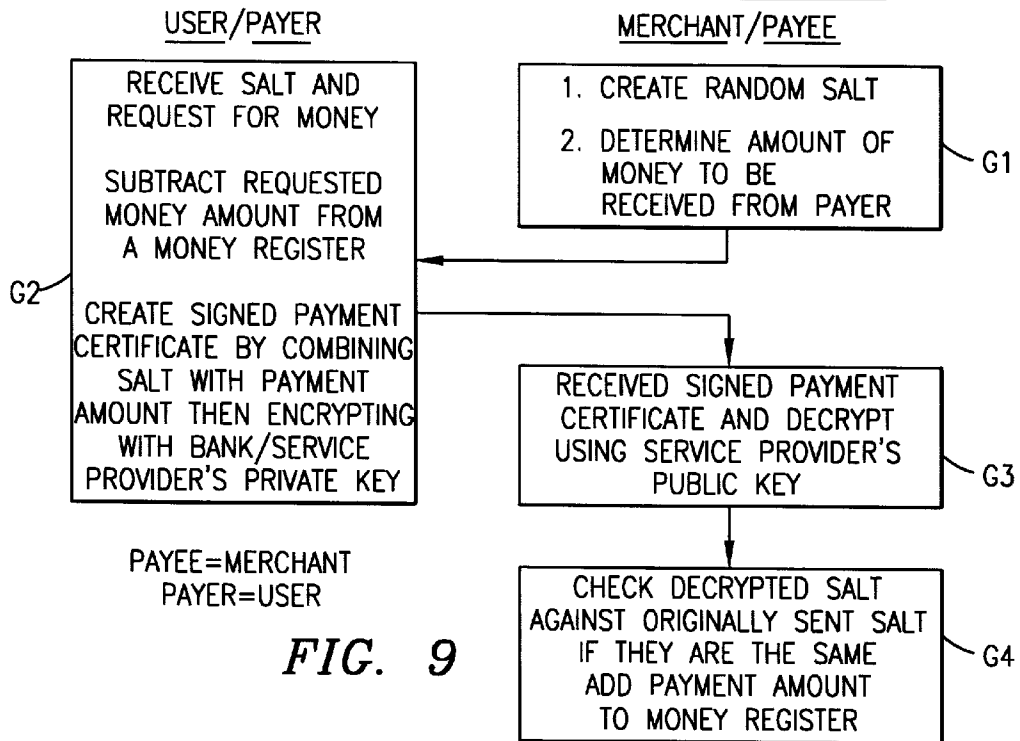 USER/PAYER
RECEIVE SALT AND
REQUEST FOR MONEY
SUBTRACT REQUESTED
MONEY AMOUNT FROM
A MONEY REGISTER
CREATE SIGNED PAYMENT
CERTIFICATE BY COMBINING
SALT WITH PAYMENT
AMOUNT THEN ENCRYPTING
WITH BANK/SERVICE
PROVIDER'S PRIVATE KEY
G2
PAYEE=MERCHANT
PAYER=USER
FIG. 9
MERCHANT/PAYEE
1. CREATE RANDOM SALT
2. DETERMINE AMOUNT OF
MONEY TO BE
RECEIVED FROM PAYER
G1
RECEIVED SIGNED PAYMENT
CERTIFICATE AND DECRYPT
USING SERVICE PROVIDER'S
PUBLIC KEY
G3
CHECK DECRYPTED SALT
AGAINST ORIGINALLY SENT SALT
IF THEY ARE THE SAME
ADD PAYMENT AMOUNT
TO MONEY REGISTER
G4